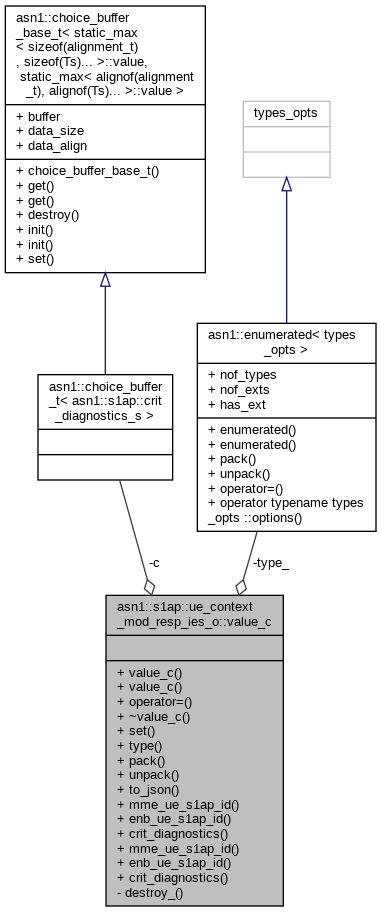 asn1::choice_buffer
_base_t< static_max
< sizeof(alignment_t)
, sizeof(Ts)... >::value,
static_max< alignof(alignment
_t), alignof(Ts)... >::value >
+ buffer
+ data_size
+ data_align
+ choice_buffer_base_t()
+ get()
+ get()
+ destroy()
+ init()
+ init()
+ set()
types_opts
asn1::enumerated< types
_opts >
+ nof_types
+ nof_exts
+ has_ext
+ enumerated()
+ enumerated()
+ pack()
+ unpack()
+ operator=()
+ operator typename types
_opts ::options()
asn1::choice_buffer
_t< asn1::s1ap::crit
_diagnostics_s >
-c
-type_
asn1::s1ap::ue_context
_mod_resp_ies_o::value_c
+ value_c()
+ value_c()
+ operator=()
+ ~value_c()
+ set()
+ type()
+ pack()
+ unpack()
+ to_json()
+ mme_ue_s1ap_id()
+ enb_ue_s1ap_id()
+ crit_diagnostics()
+ mme_ue_s1ap_id()
+ enb_ue_s1ap_id()
+ crit_diagnostics()
- destroy_()